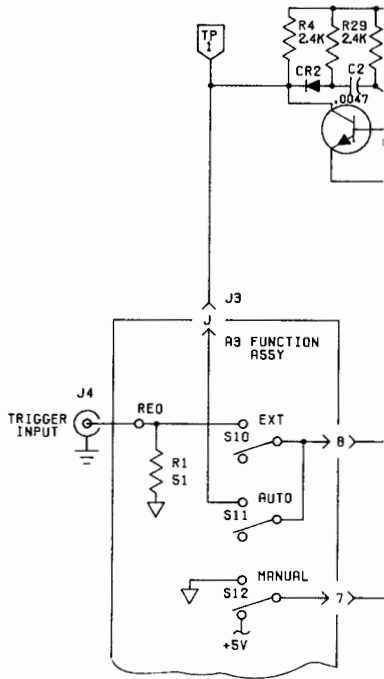 TP
1
R4
2.4K
R29
2.4K
CR2
C2
.0047
J3
J
A3 FUNCTION
ASSY
J4
TRIGGER
INPUT
RED
R1
51
EXT
S10
8
AUTO
S11
MANUAL
S12
7
+5V